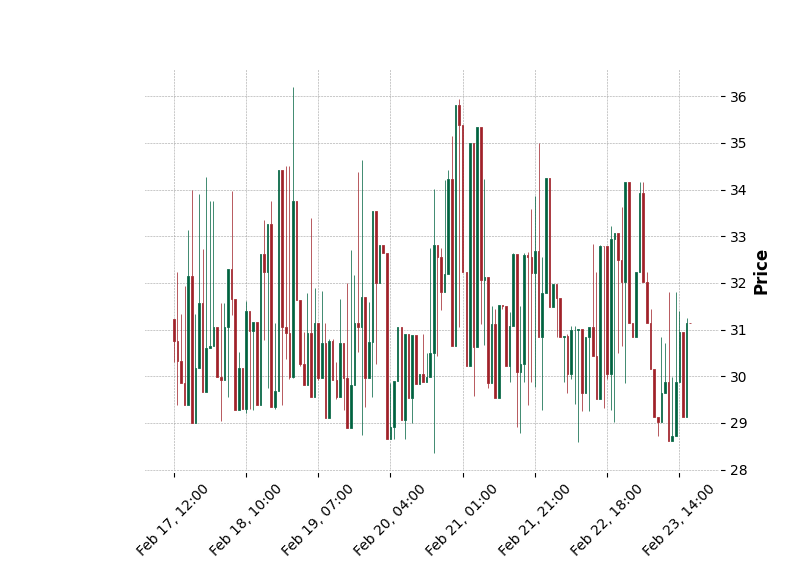 36
35
34
33
32
31
30
29
28
Price
Feb 17, 12:00
Feb 18, 10:00
Feb 19, 07:00
Feb 20, 04:00
Feb 21, 01:00
Feb 21, 21:00
Feb 22, 18:00
Feb 23, 14:00